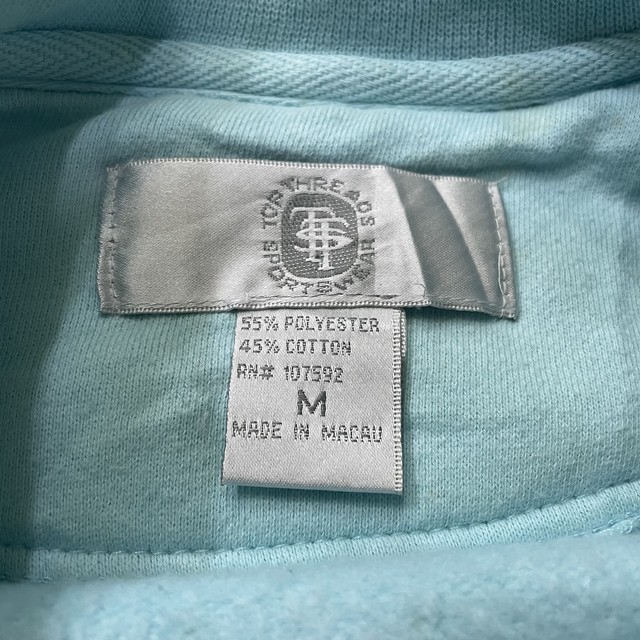 TOP THREADS
SPORTSWEAR
55% POLYESTER
45% COTTON
RN# 107592
M
MADE IN MACAU